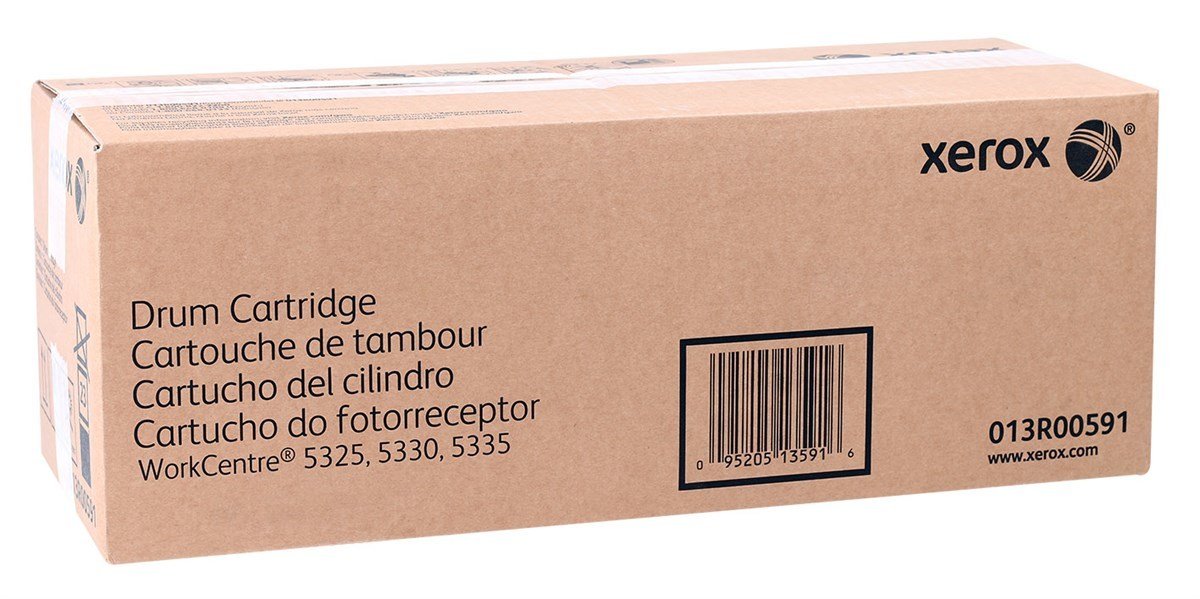 xerox ®
Drum Cartridge
Cartouche de tambour
Cartucho del cilindro
Cartucho do fotorreceptor
WorkCentre® 5325, 5330, 5335
0 95205 13591 6
013R00591
www.xerox.com
013R00591